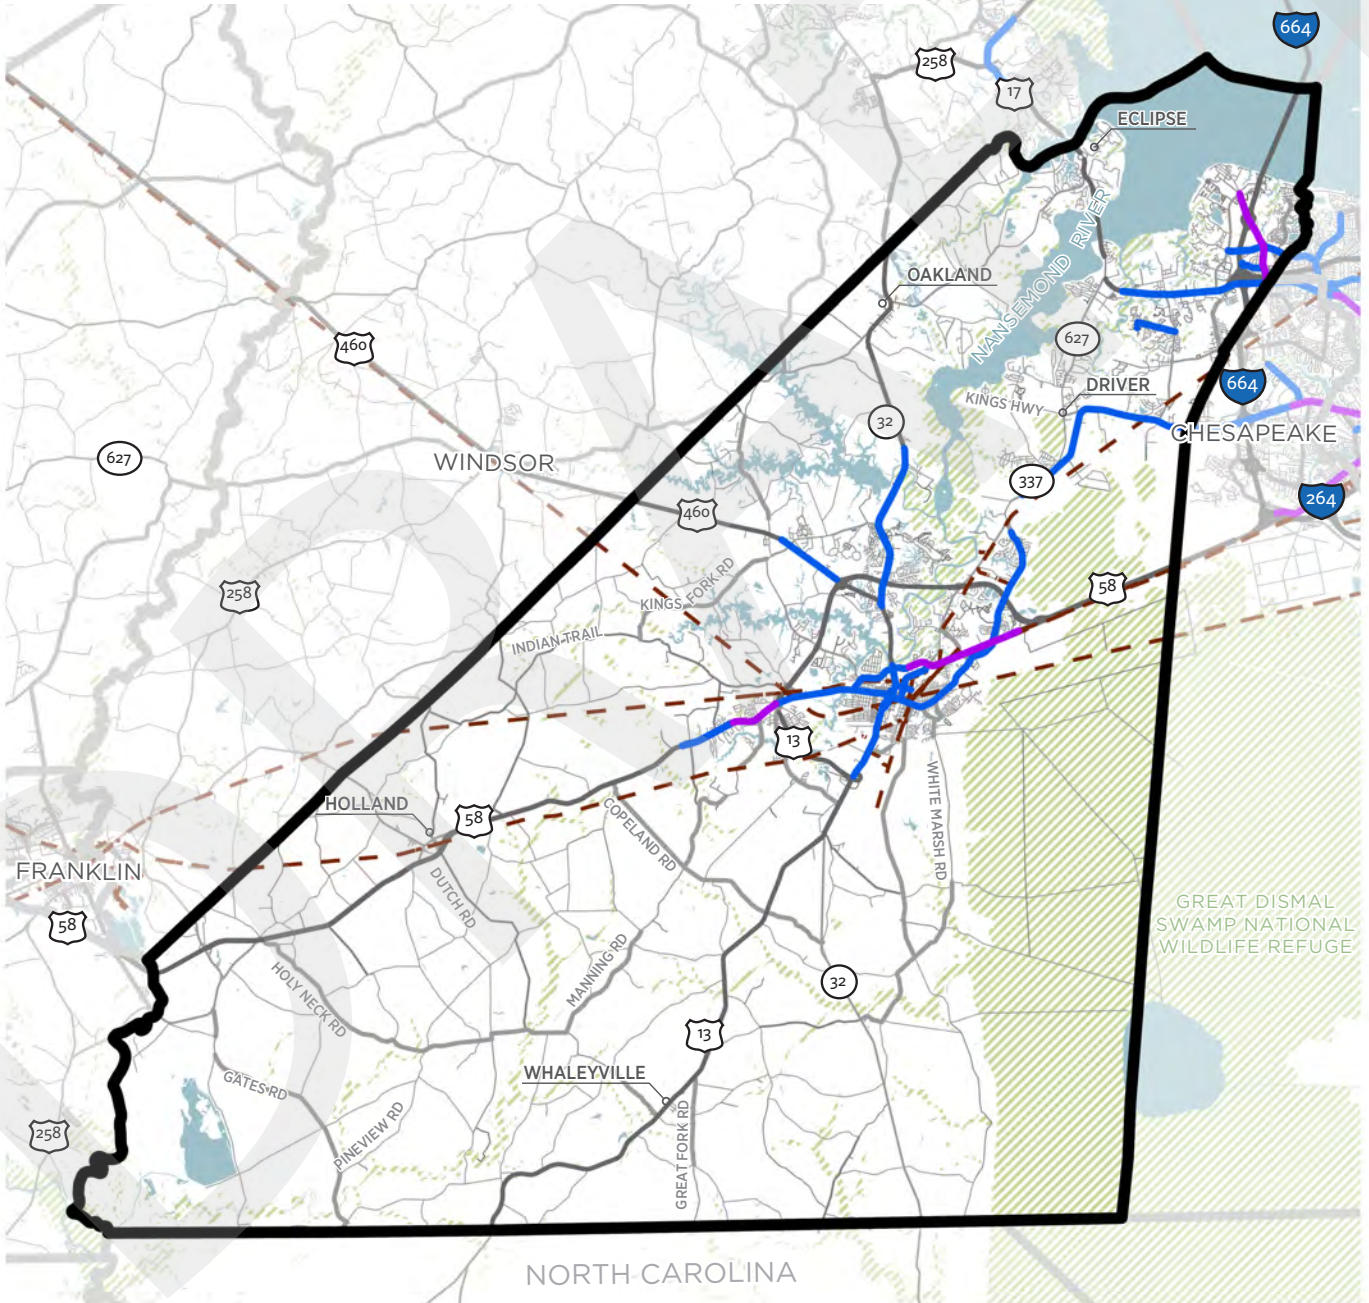 664
258
17
ECLIPSE
NANSEMOND RIVER
OAKLAND
627
460
664
DRIVER
KINGS HWY
32
CHESAPEAKE
627
WINDSOR
337
264
460
58
258
KINGS FORK RD
INDIAN TRAIL
13
WHITE MARSH RD
HOLLAND
58
COPELAND RD
FRANKLIN
DUTCH RD
58
GREAT DISMAL
SWAMP NATIONAL
WILDLIFE REFUGE
MANNING RD
HOLY NECK RD
32
13
WHALEYVILLE
GATES RD
258
PINEVIEW RD
GREAT FORK RD
NORTH CAROLINA
DRAFT